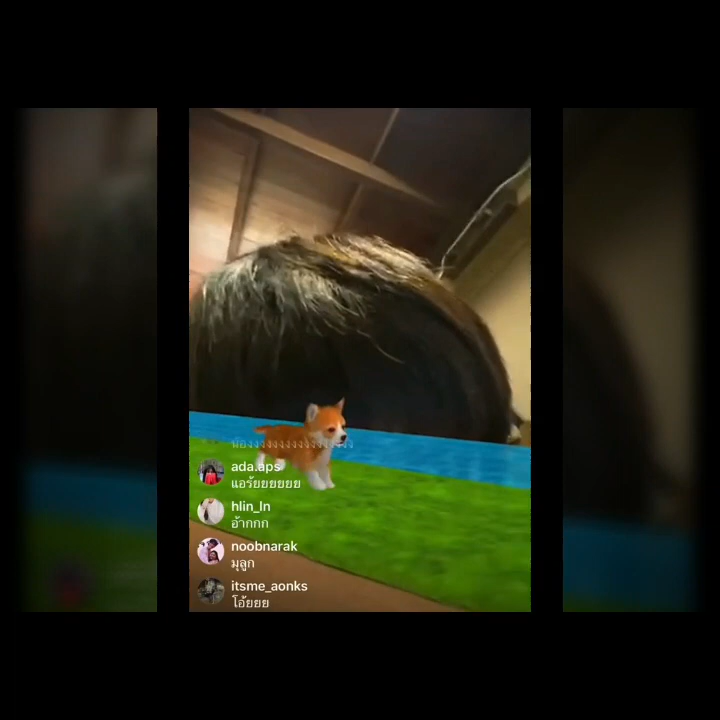 ada.aps
แอร้ยยยยยย
hlin_ln
อ้ากกก
noobnarak
มุลูก
itsme_aonks
โอ้ยยย